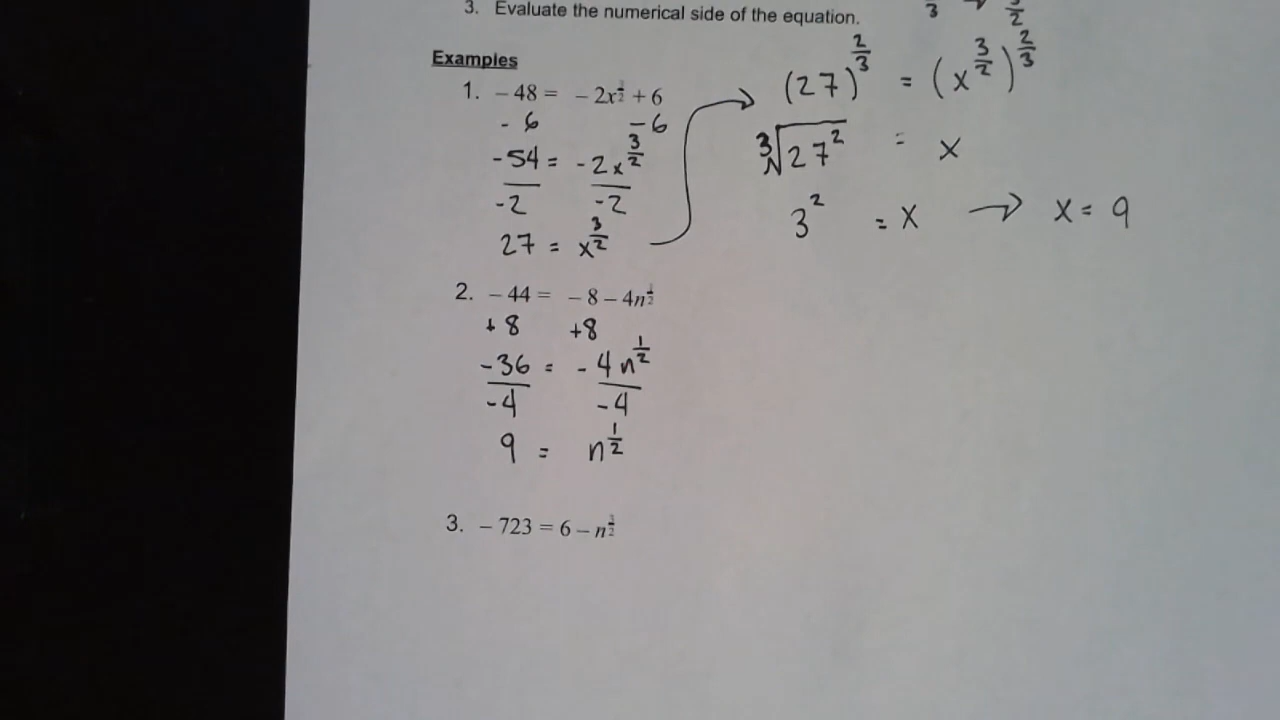 3. Evaluate the numerical side of the equation.
Examples
1. – 48 = – 2x^{3/2} + 6
- 6 - 6
-54 = -2x^{3/2}
-2 -2
27 = x^{3/2}
2. – 44 = – 8 – 4n^{1/2}
+8 +8
-36 = -4n^{1/2}
-4 -4
9 = n^{1/2}
3. – 723 = 6 – n^{3/2}
(27)^{2/3} = (x^{3/2})^{2/3}
∛27² = x
3² = x → x = 9